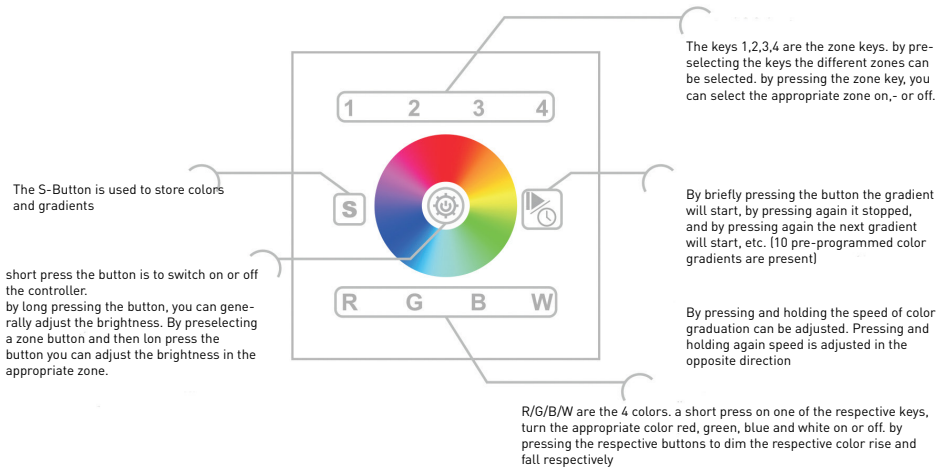 The keys 1,2,3,4 are the zone keys. by pre-
selecting the keys the different zones can
be selected. by pressing the zone key, you
can select the appropriate zone on,- or off.
1 2 3 4
The S-Button is used to store colors
and gradients
S
By briefly pressing the button the gradient
will start, by pressing again it stopped,
and by pressing again the next gradient
will start, etc. (10 pre-programmed color
gradients are present)
short press the button is to switch on or off
the controller.
by long pressing the button, you can gene-
rally adjust the brightness. By preselecting
a zone button and then lon press the
button you can adjust the brightness in the
appropriate zone.
R G B W
By pressing and holding the speed of color
graduation can be adjusted. Pressing and
holding again speed is adjusted in the
opposite direction
R/G/B/W are the 4 colors. a short press on one of the respective keys,
turn the appropriate color red, green, blue and white on or off. by
pressing the respective buttons to dim the respective color rise and
fall respectively